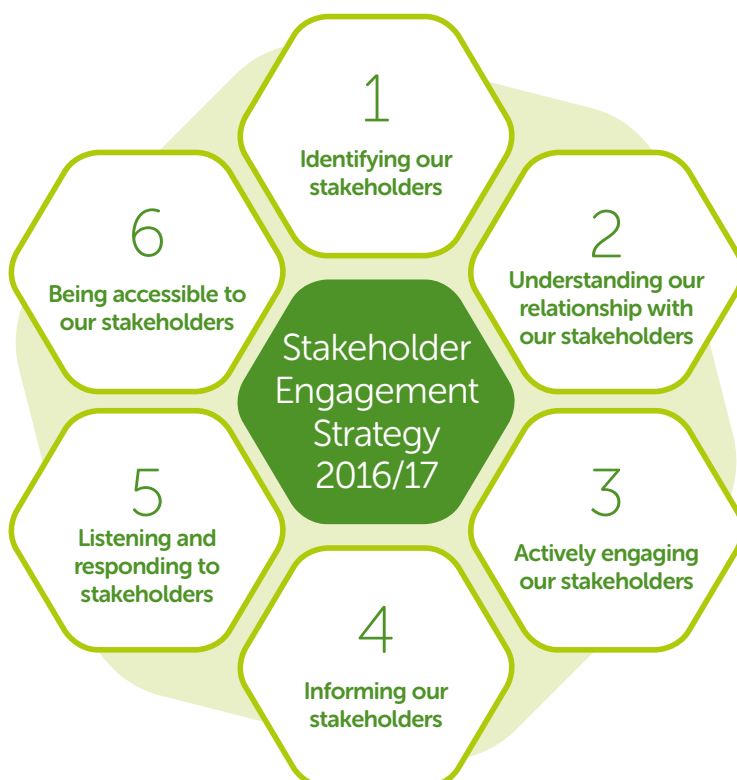 1
Identifying our
stakeholders
2
Understanding our
relationship with
our stakeholders
3
Actively engaging
our stakeholders
4
Informing our
stakeholders
5
Listening and
responding to
stakeholders
6
Being accessible to
our stakeholders
Stakeholder
Engagement
Strategy
2016/17